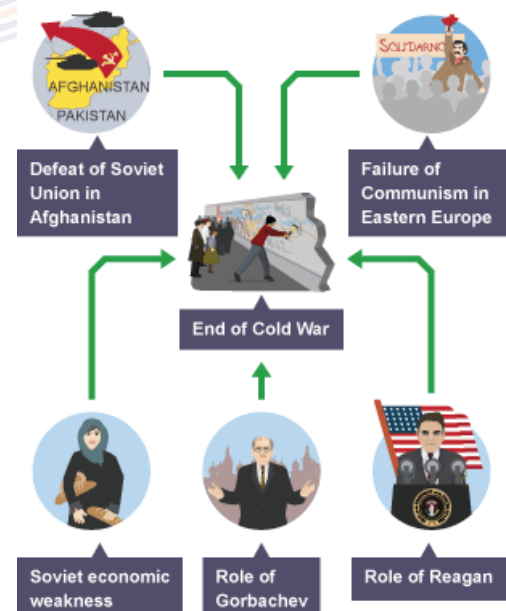 AFGHANISTAN
PAKISTAN
SOLIDARNO
Defeat of Soviet
Union in
Afghanistan
Failure of
Communism in
Eastern Europe
End of Cold War
Soviet economic
weakness
Role of
Gorbachev
Role of Reagan